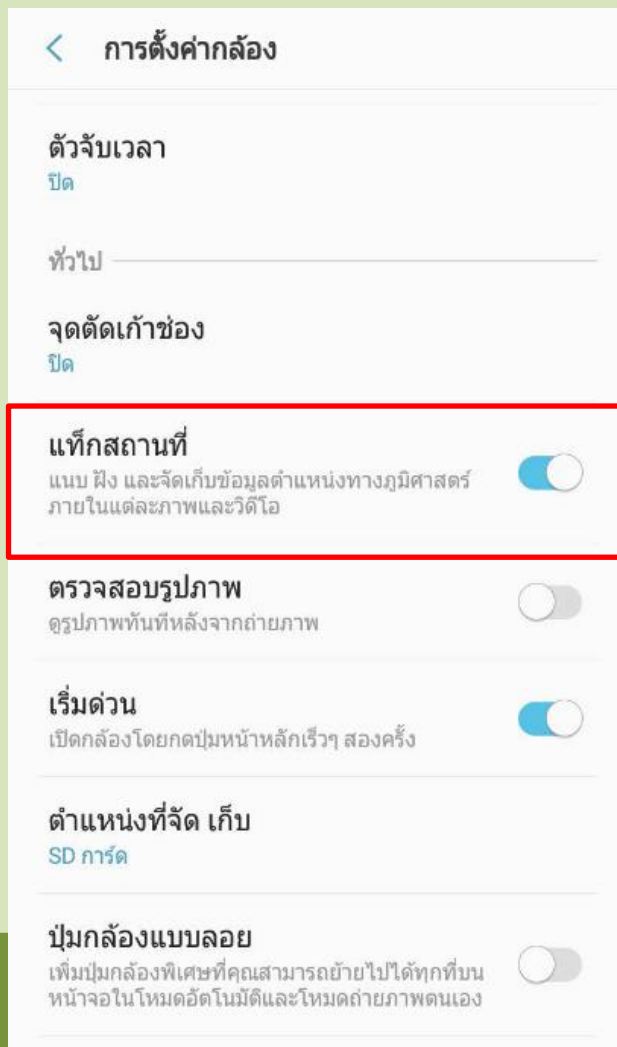 การตั้งค่ากล้อง
ตัวจับเวลา
ปิด
ทั่วไป
จุดตัดเก้าช่อง
ปิด
แท็กสถานที่
แนบ ฝัง และจัดเก็บข้อมูลตำแหน่งทางภูมิศาสตร์
ภายในแต่ละภาพและวิดีโอ
ตรวจสอบรูปภาพ
ดูรูปภาพทันทีหลังจากถ่ายภาพ
เริ่มด่วน
เปิดกล้องโดยกดปุ่มหน้าหลักเร็วๆ สองครั้ง
ตำแหน่งที่จัด เก็บ
SD การ์ด
ปุ่มกล้องแบบลอย
เพิ่มปุ่มกล้องพิเศษที่คุณสามารถย้ายไปได้ทุกที่บน
หน้าจอในโหมดอัตโนมัติและโหมดถ่ายภาพตนเอง